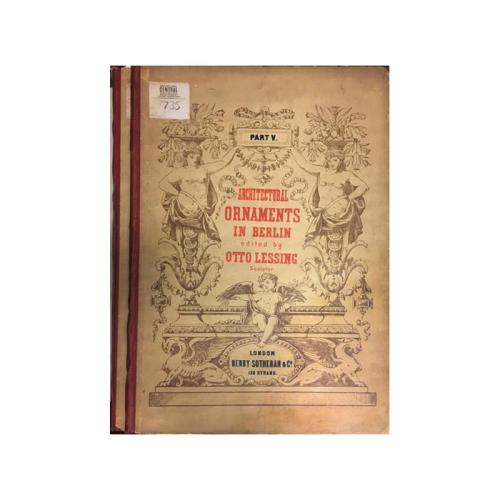 CENTRAL
735
PART V.
ARCHITECTURAL
ORNAMENTS
IN BERLIN
edited by
OTTO LESSING
Sculptor
LONDON
HENRY SOTHERAN & Co
136 STRAND.